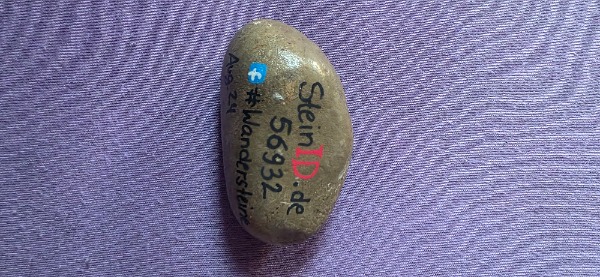 SteinID.de
56932
f #Wandersteine
Aug 24